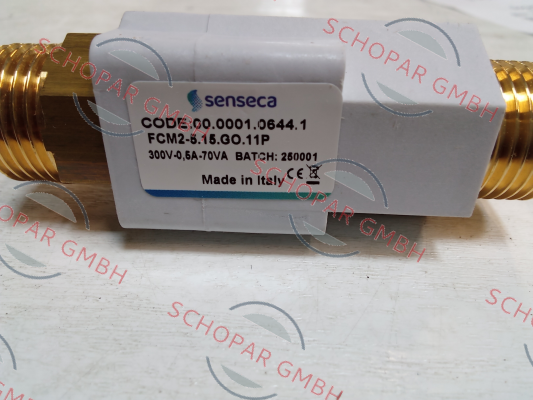 senseca
CODE:00.0001.0644.1
FCM2-5.15.GO.11P
300V-0,5A-70VA BATCH: 250001
Made in Italy CE
SCHOPAR GMBH
SCHOPAR GMBH
SCHOPAR GMBH
SCHOPAR GMBH
SCHOPAR GMBH
SCHOPAR GMBH